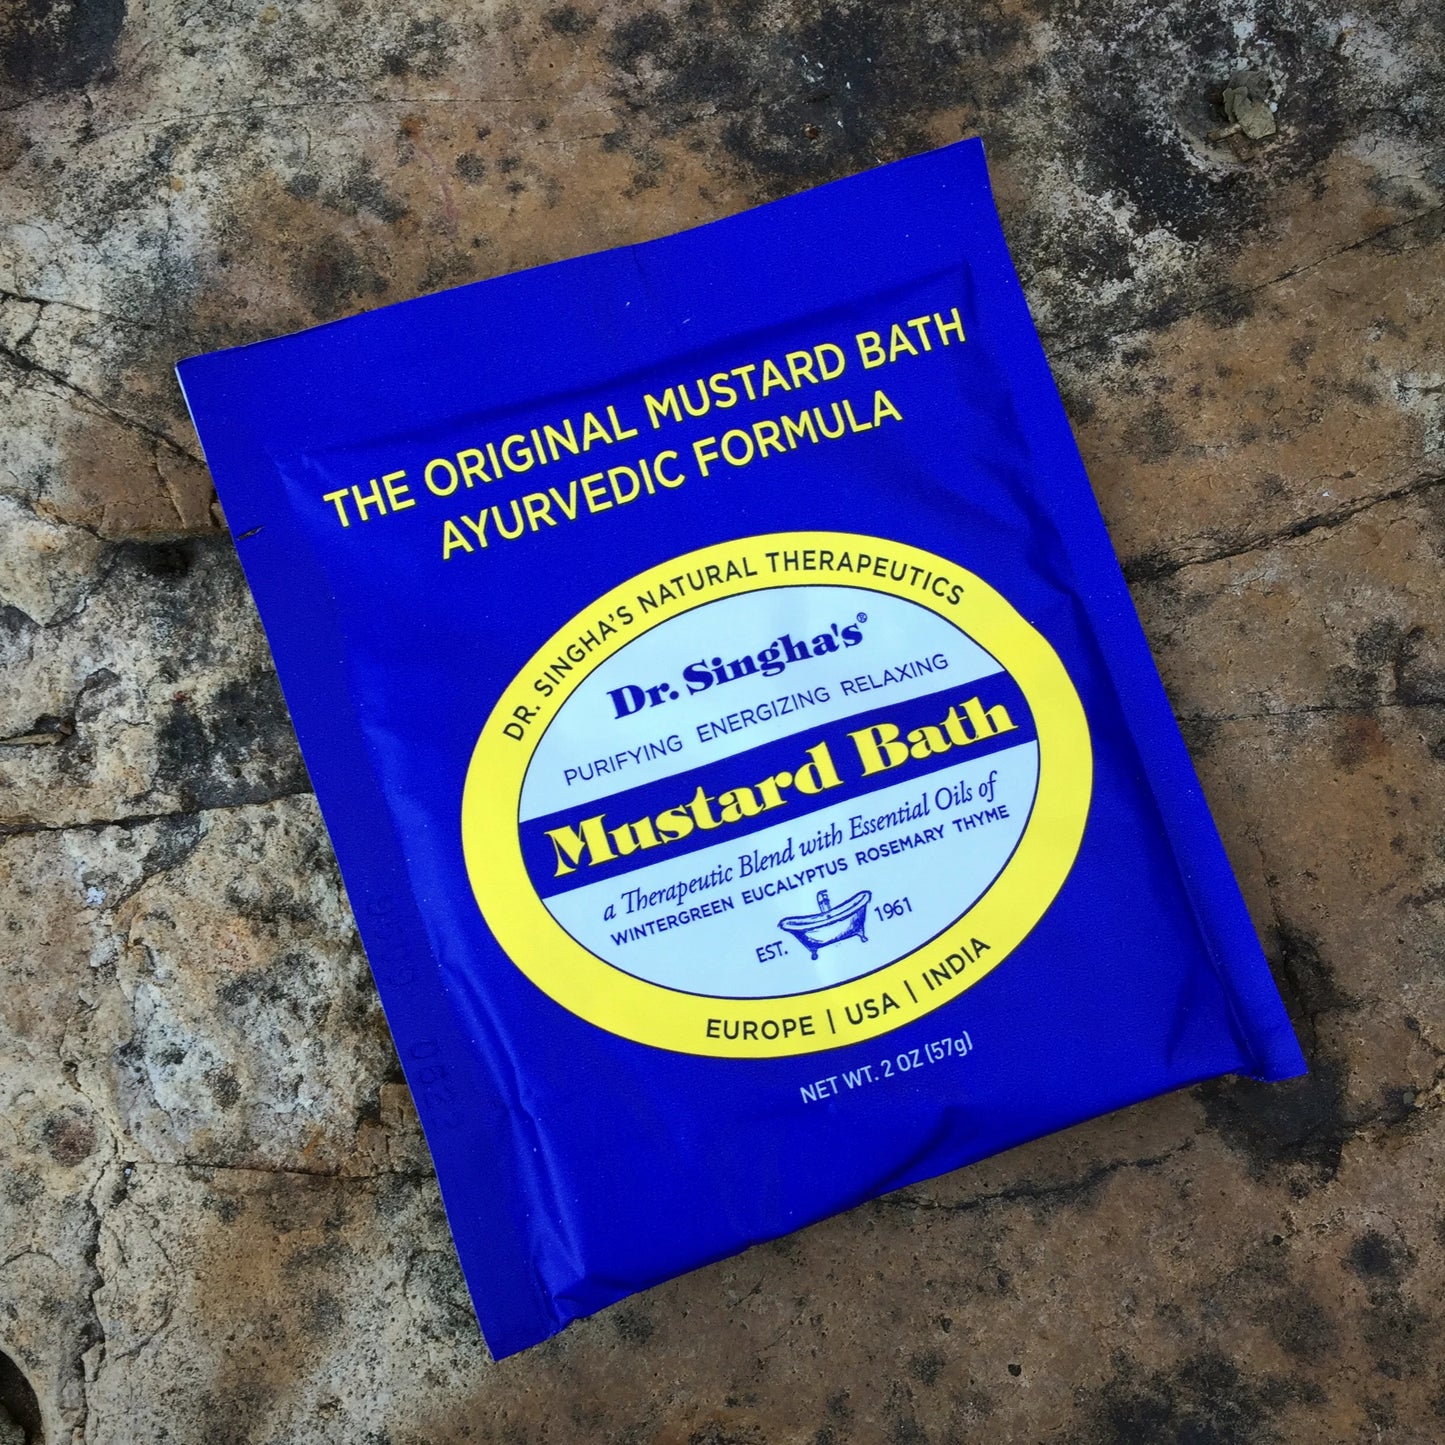 THE ORIGINAL MUSTARD BATH
AYURVEDIC FORMULA
DR. SINGHA'S NATURAL THERAPEUTICS
Dr. Singha's®
PURIFYING ENERGIZING RELAXING
Mustard Bath
a Therapeutic Blend with Essential Oils of
WINTERGREEN EUCALYPTUS ROSEMARY THYME
EST. 1961
EUROPE | USA | INDIA
NET WT. 2 OZ (57g)